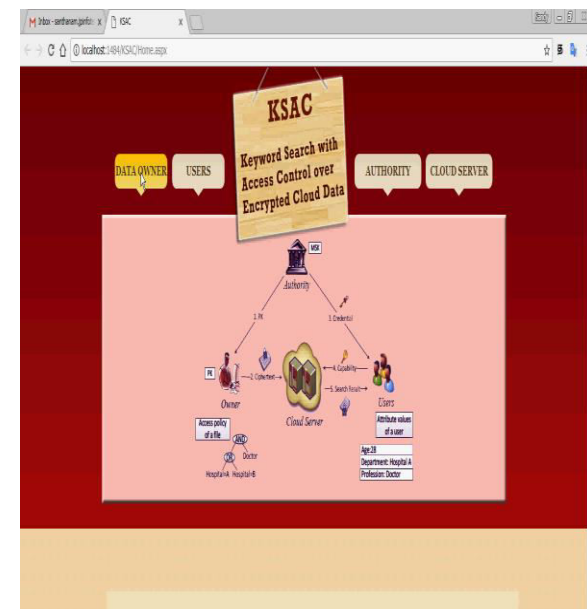 KSAC
localhost:1484/KSAC/Home.aspx
KSAC
Keyword Search with
Access Control over
Encrypted Cloud Data
DATA OWNER
USERS
AUTHORITY
CLOUD SERVER
MSK
Authority
1. PK
3. Credential
PK
2. Ciphertext
4. Capability
5. Search Result
Owner
Cloud Server
Users
Access policy
of a file
AND
OR
Doctor
Hospital=A
Hospital=B
Attribute values
of a user
Age:28
Department: Hospital A
Profession: Doctor